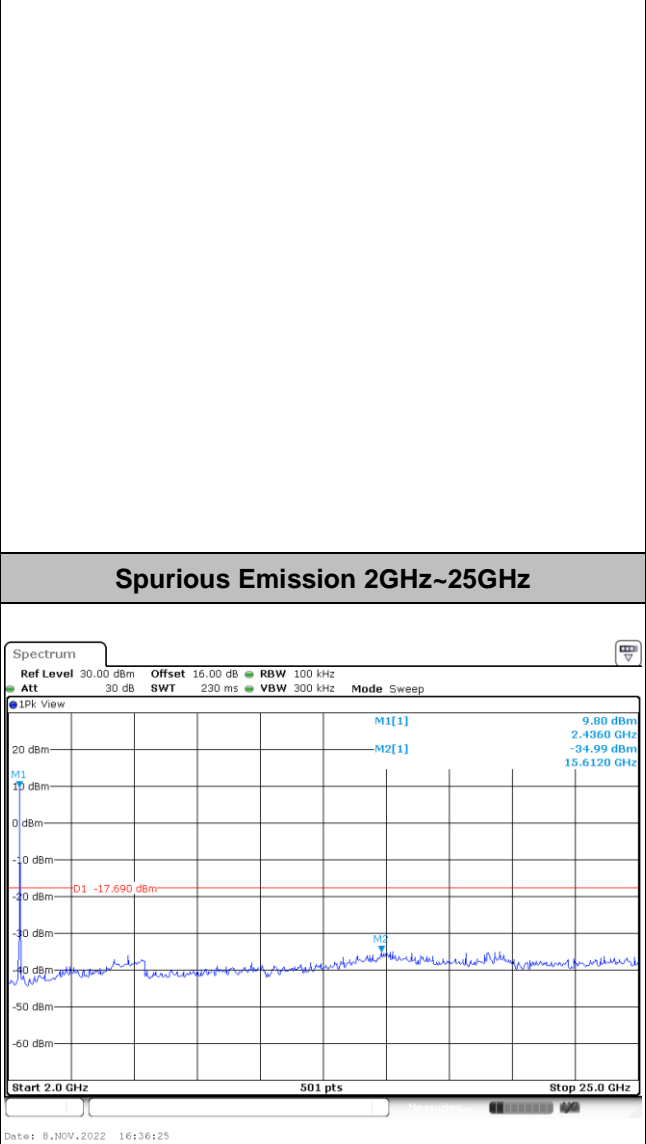 Spurious Emission 2GHz~25GHz
Spectrum
Ref Level 30.00 dBm Offset 16.00 dB RBW 100 kHz
Att 30 dB SWT 230 ms VBW 300 kHz Mode Sweep
1Pk View
M1[1] 9.80 dBm
2.4360 GHz
20 dBm M2[1] -34.99 dBm
15.6120 GHz
M1
10 dBm
0 dBm
-10 dBm
D1 -17.690 dBm
-20 dBm
-30 dBm
M2
-40 dBm
-50 dBm
-60 dBm
Start 2.0 GHz 501 pts Stop 25.0 GHz
Measuring...
Date: 8.NOV.2022 16:36:25